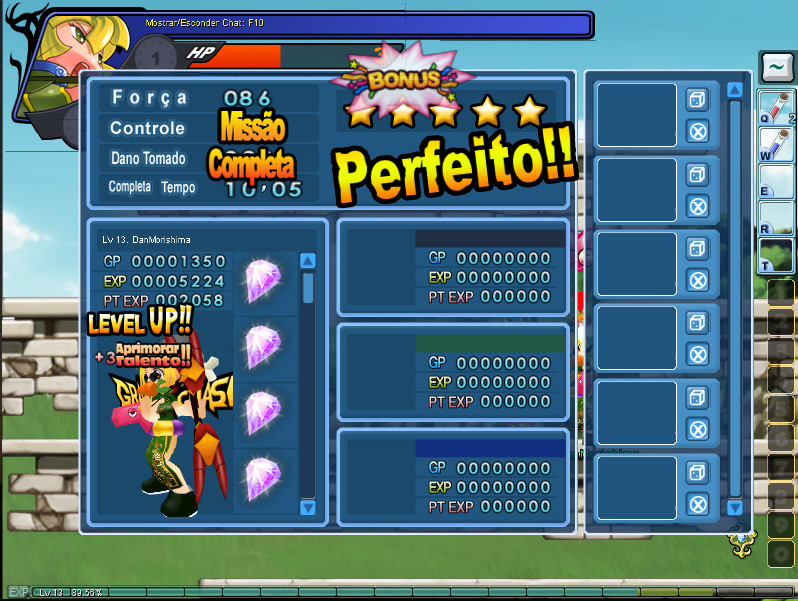 Mostrar/Esconder Chat: F10
1
HP
BONUS
Força 086
Controle
Missão
Completa
Dano Tomado
Completa Tempo 10'05
Perfeito!!
Lv 13. DanMorishima
GP 00001350
EXP 00005224
PT EXP 002058
LEVEL UP!!
+3 Aprimorar
Talento!!
GP 00000000
EXP 00000000
PT EXP 000000
GP 00000000
EXP 00000000
PT EXP 000000
GP 00000000
EXP 00000000
PT EXP 000000
~
Q
2
W
E
R
T
EXP Lv 13. 89.56%